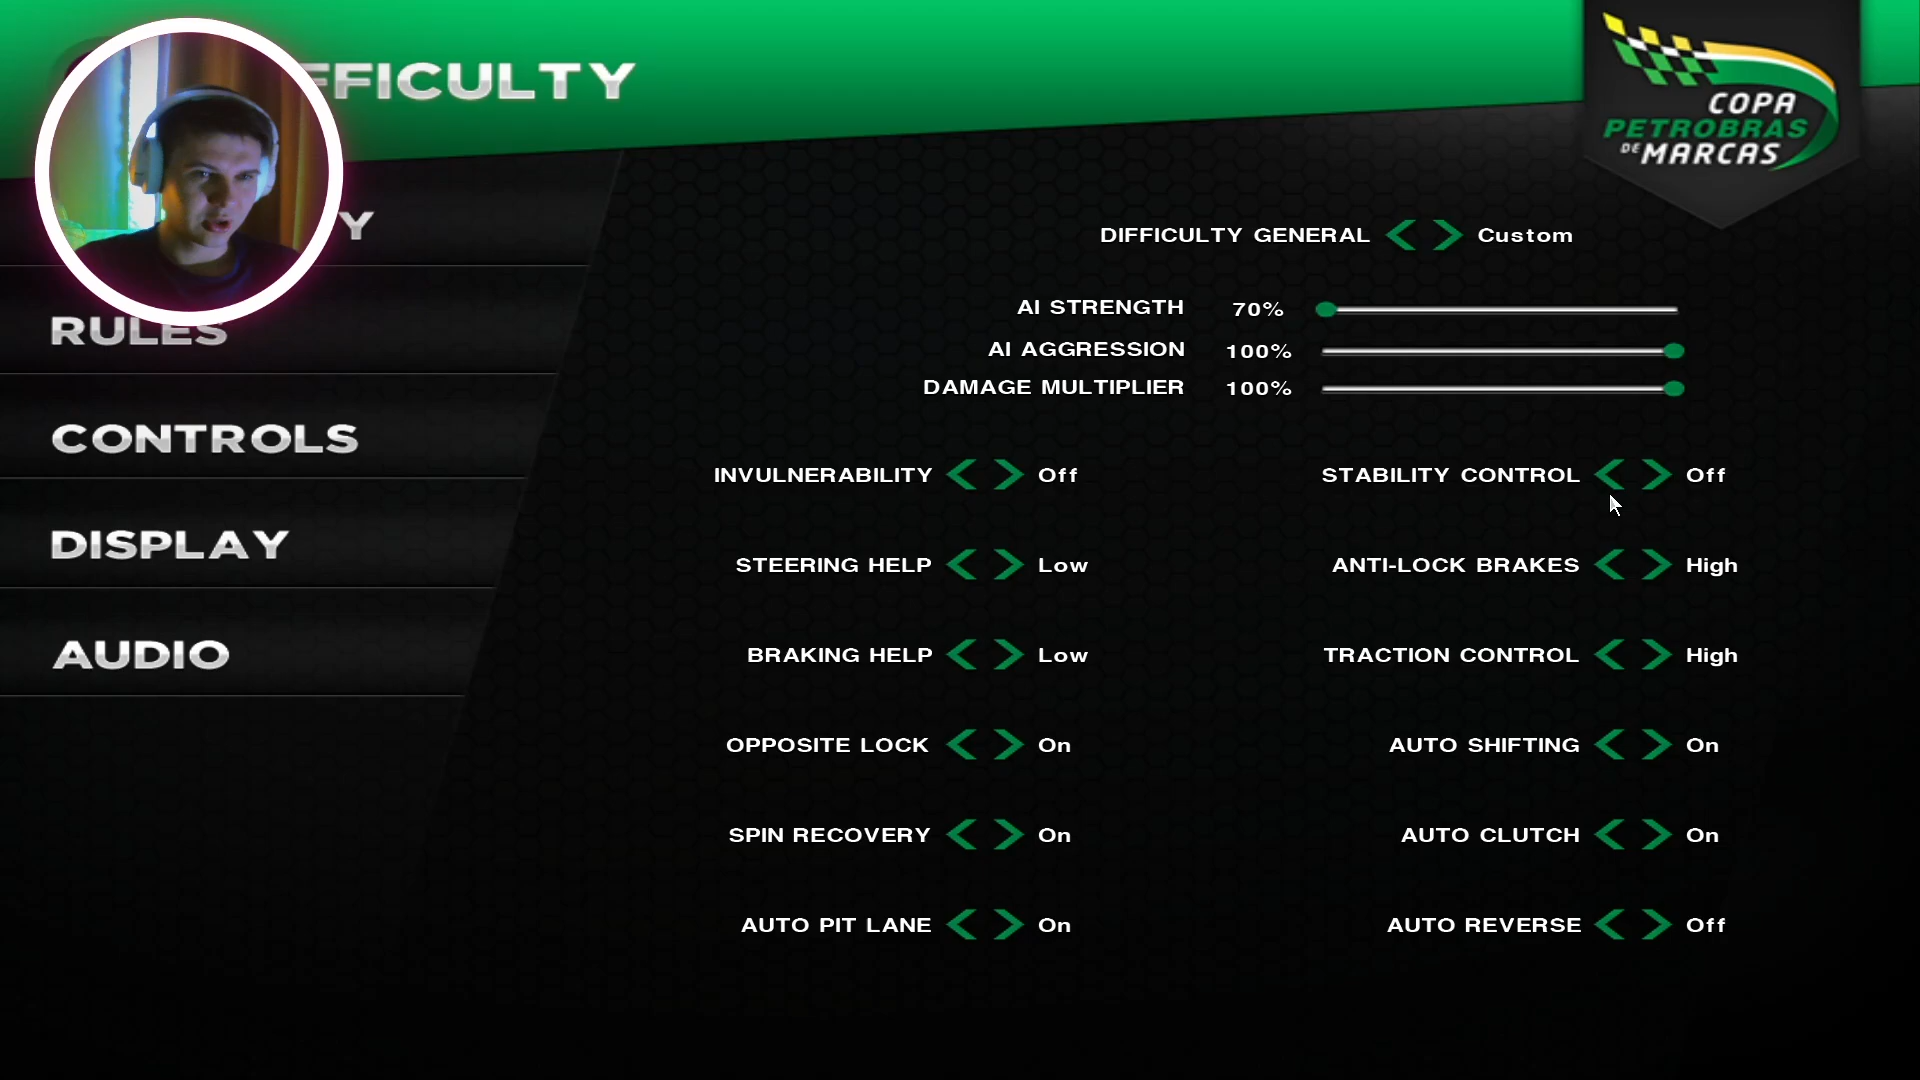 FFICULTY
COPA
PETROBRAS
DE MARCAS
Y
RULES
CONTROLS
DISPLAY
AUDIO
DIFFICULTY GENERAL Custom
AI STRENGTH 70%
AI AGGRESSION 100%
DAMAGE MULTIPLIER 100%
INVULNERABILITY Off
STABILITY CONTROL Off
STEERING HELP Low
ANTI-LOCK BRAKES High
BRAKING HELP Low
TRACTION CONTROL High
OPPOSITE LOCK On
AUTO SHIFTING On
SPIN RECOVERY On
AUTO CLUTCH On
AUTO PIT LANE On
AUTO REVERSE Off